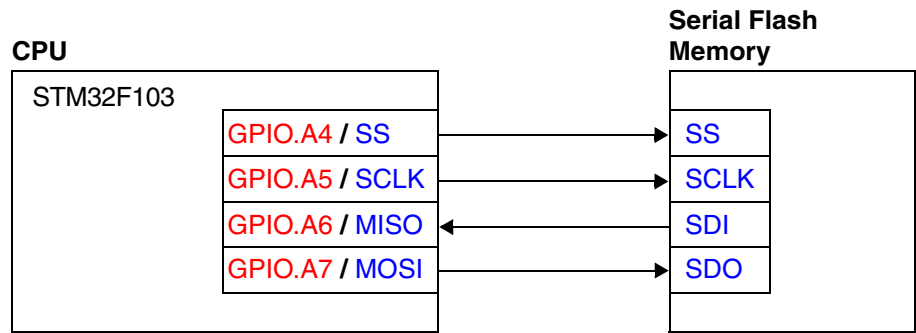 CPU
Serial Flash
Memory
STM32F103
GPIO.A4 / SS
SS
GPIO.A5 / SCLK
SCLK
GPIO.A6 / MISO
SDI
GPIO.A7 / MOSI
SDO